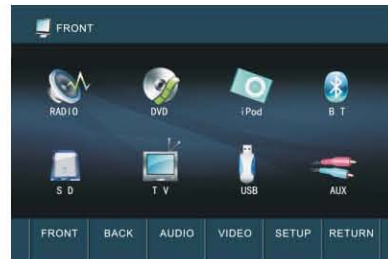 FRONT
RADIO DVD iPod B T
S D T V USB AUX
FRONT BACK AUDIO VIDEO SETUP RETURN